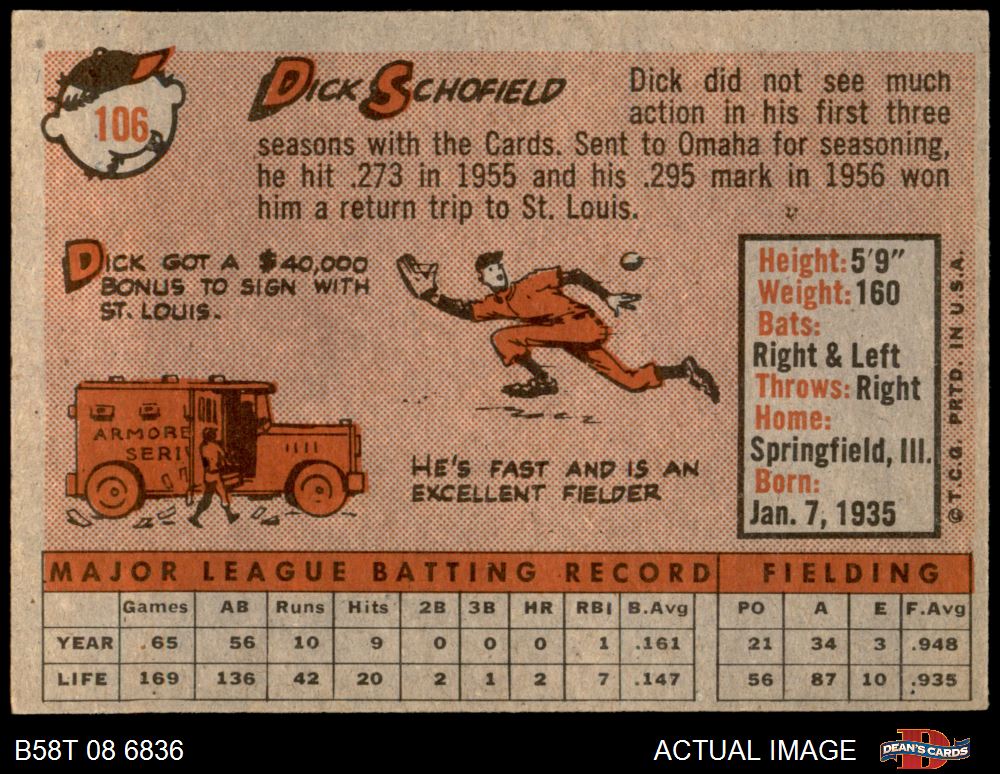 106
DICK SCHOFIELD
Dick did not see much
action in his first three
seasons with the Cards. Sent to Omaha for seasoning,
he hit .273 in 1955 and his .295 mark in 1956 won
him a return trip to St. Louis.
DICK GOT A $40,000
BONUS TO SIGN WITH
ST. LOUIS.
ARMORE
SERI
HE'S FAST AND IS AN
EXCELLENT FIELDER
Height: 5'9"
Weight: 160
Bats:
Right & Left
Throws: Right
Home:
Springfield, Ill.
Born:
Jan. 7, 1935
© T.C.G. PRTD. IN U.S.A.
MAJOR LEAGUE BATTING RECORD FIELDING
Games AB Runs Hits 2B 3B HR RBI B.Avg PO A E F.Avg
YEAR 65 56 10 9 0 0 0 1 .161 21 34 3 .948
LIFE 169 136 42 20 2 1 2 7 .147 56 87 10 .935
B58T 08 6836 ACTUAL IMAGE DEAN'S CARDS